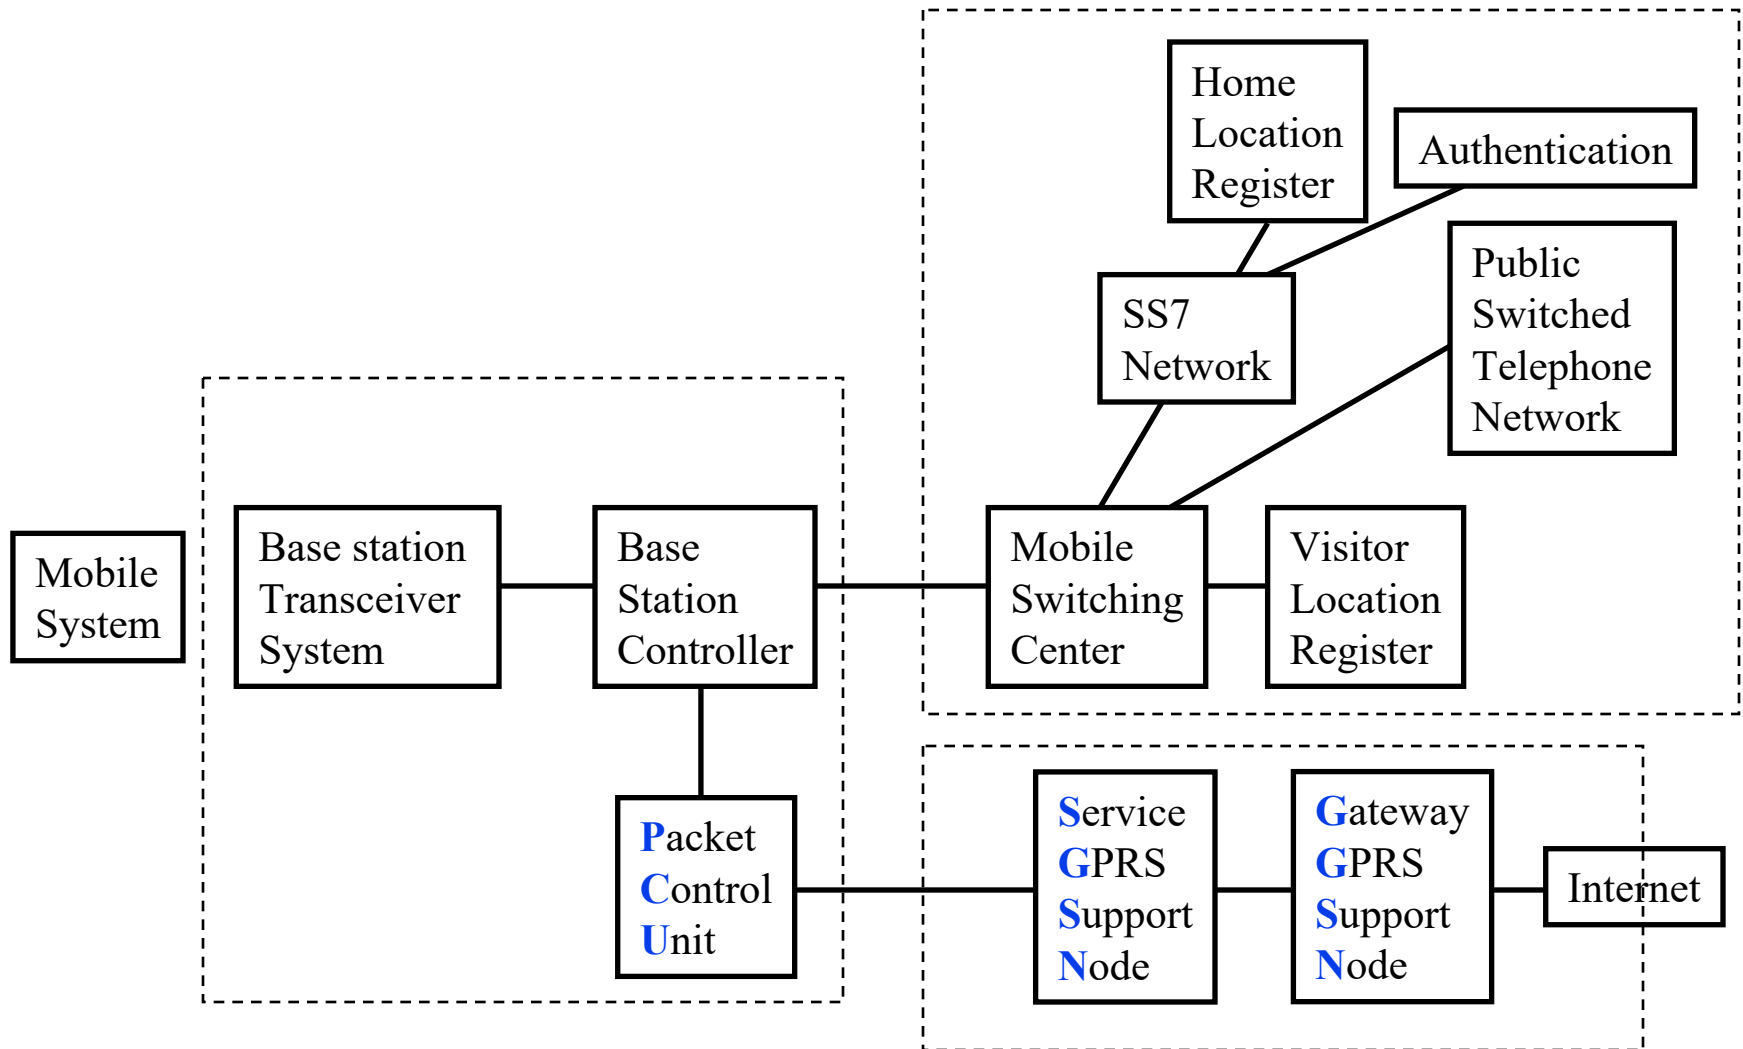 Home
Location
Register
Authentication
Public
Switched
Telephone
Network
SS7
Network
Mobile
System
Base station
Transceiver
System
Base
Station
Controller
Mobile
Switching
Center
Visitor
Location
Register
Packet
Control
Unit
Service
GPRS
Support
Node
Gateway
GPRS
Support
Node
Internet